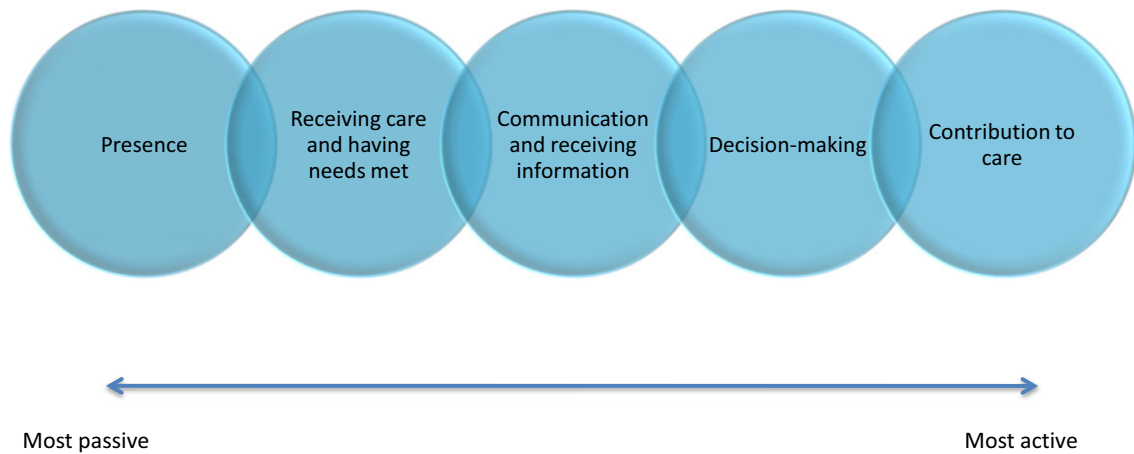 Presence
Receiving care
and having
needs met
Communication
and receiving
information
Decision-making
Contribution to
care
Most passive
Most active